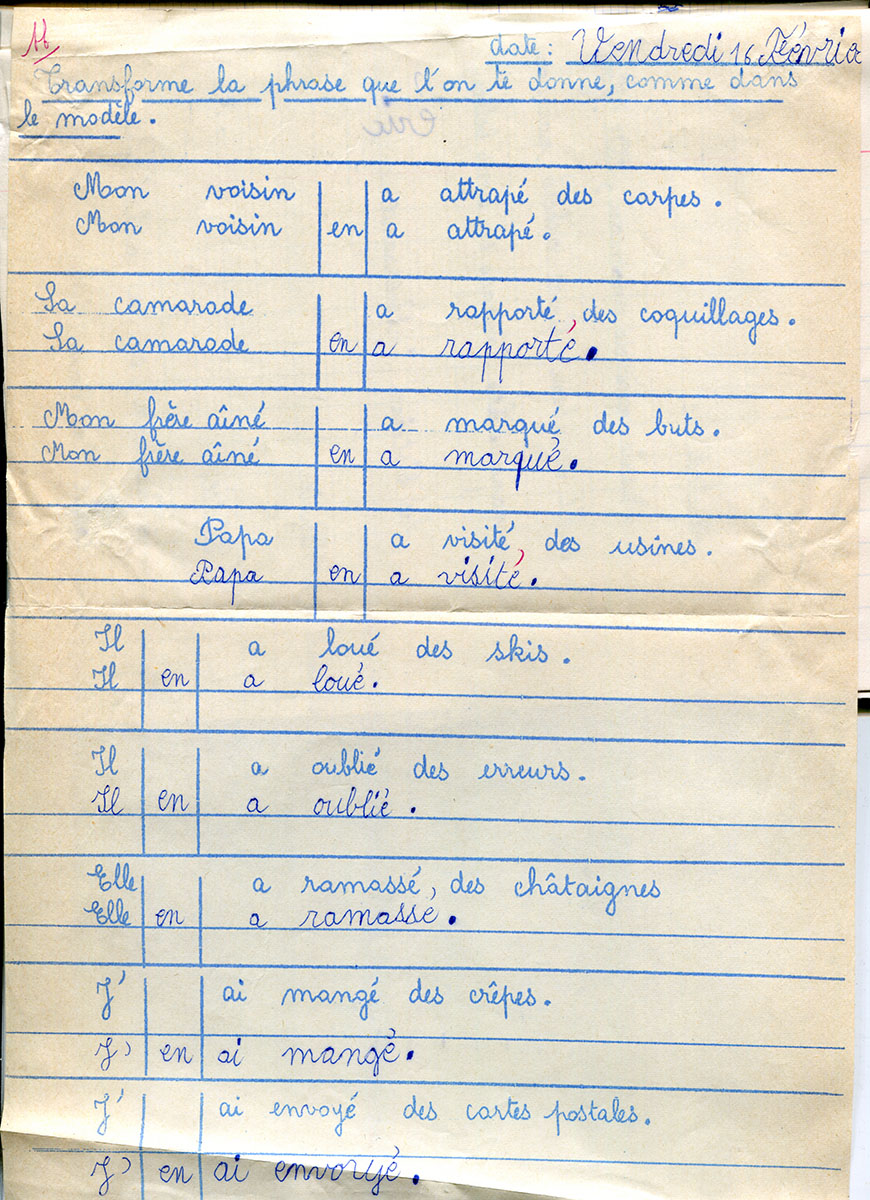 date : Vendredi 16 Février
Transforme la phrase que l'on te donne, comme dans
le modèle.
Mon voisin a attrapé des carpes.
Mon voisin en a attrapé.
Sa camarade a rapporté, des coquillages.
Sa camarade en a rapporté.
Mon frère aîné a marqué des buts.
Mon frère aîné en a marqué.
Papa a visité, des usines.
Papa en a visité.
Il a loué des skis.
Il en a loué.
Il a oublié des erreurs.
Il en a oublié.
Elle a ramassé, des châtaignes
Elle en a ramassé.
J' ai mangé des crêpes.
J' en ai mangé.
J' ai envoyé des cartes postales.
J' en ai envoyé.